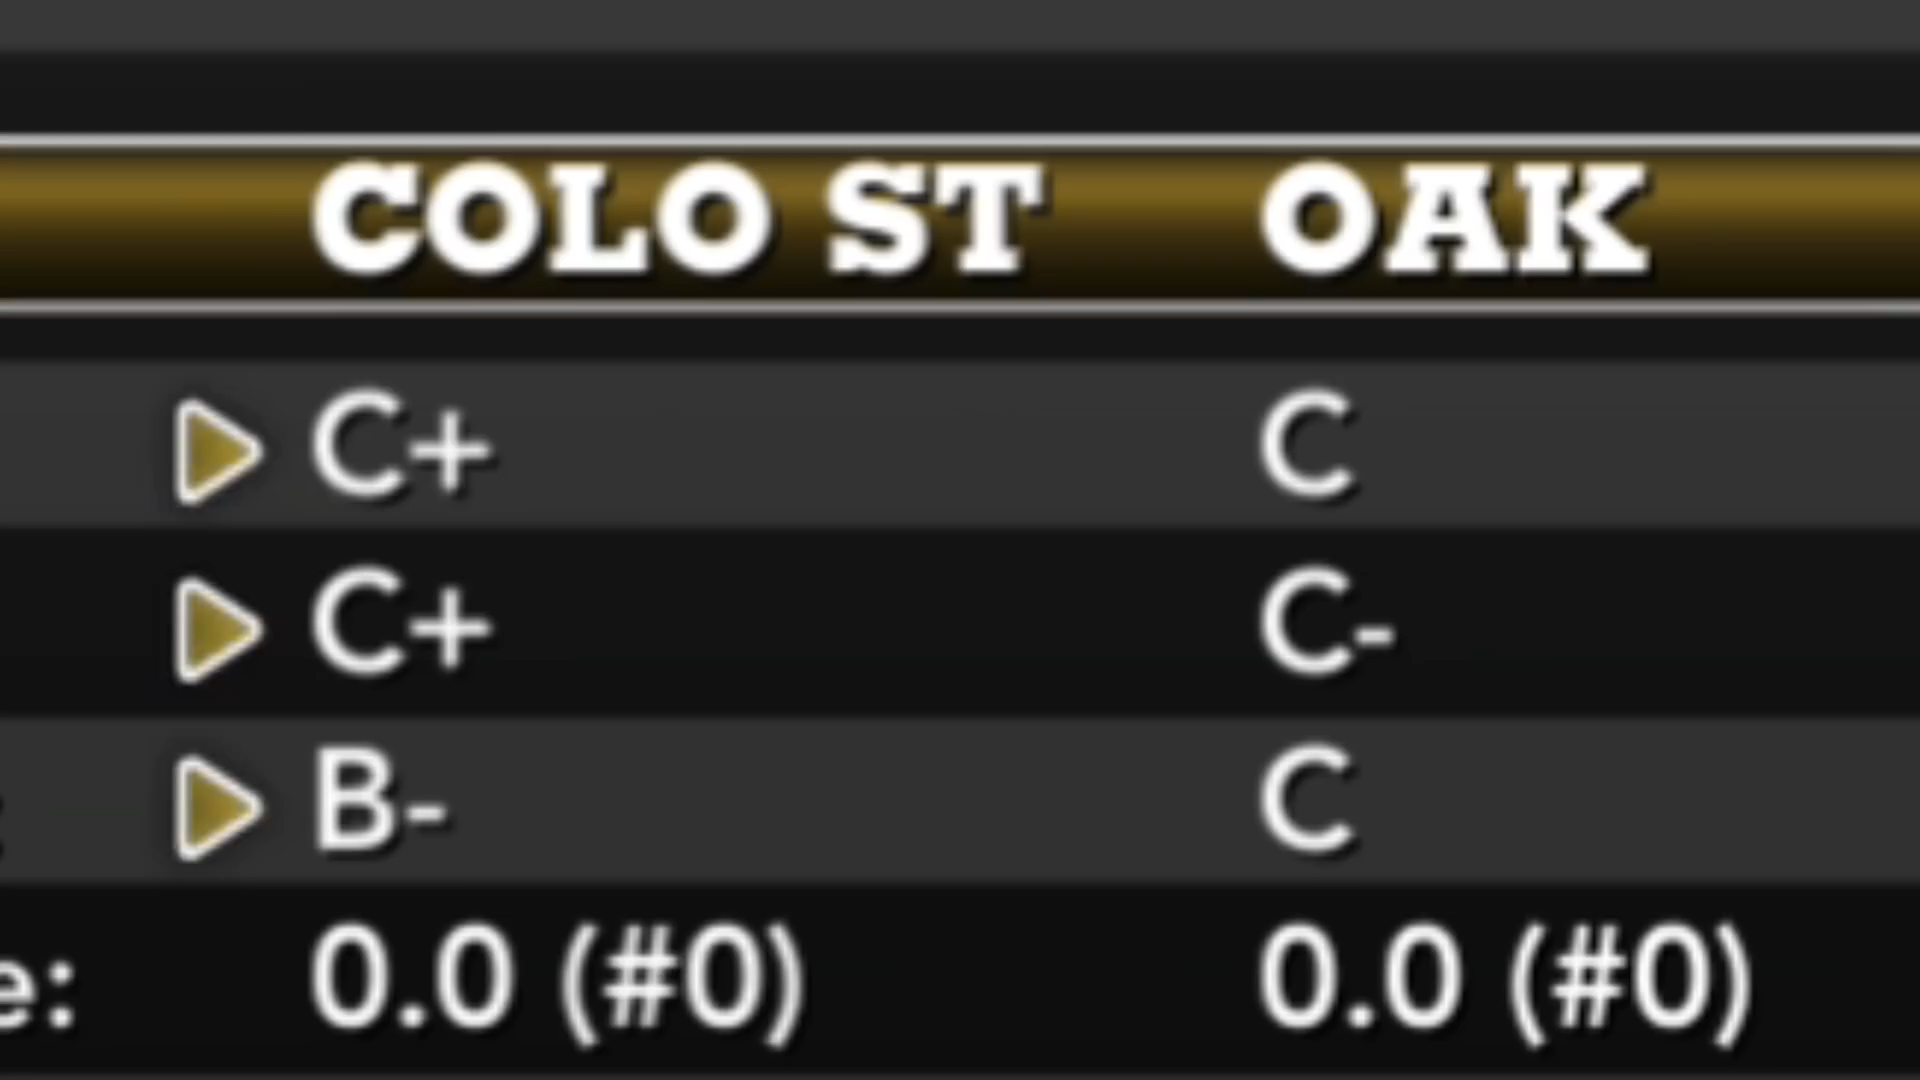 COLO ST OAK
C+ C
C+ C-
B- C
e: 0.0 (#0) 0.0 (#0)